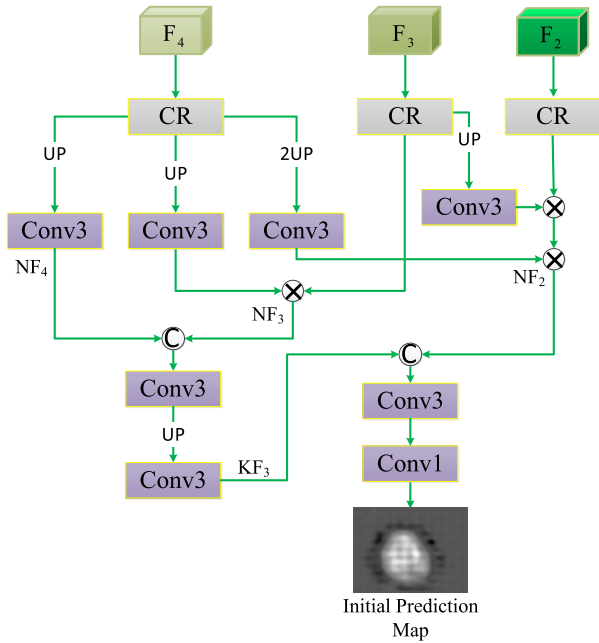 F4
F3
F2
CR
CR
CR
UP
UP
2UP
UP
Conv3
Conv3
Conv3
Conv3
NF4
NF3
NF2
C
C
Conv3
Conv3
UP
Conv3
KF3
Conv1
Initial Prediction
Map